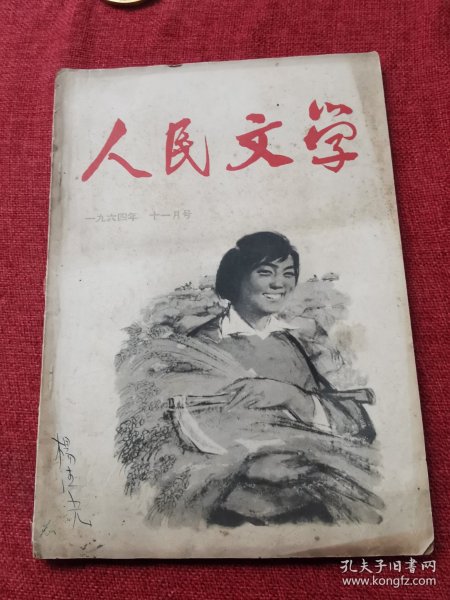 人民文学
一九六四年 十一月号
孔夫子旧书网
www.kongfz.com